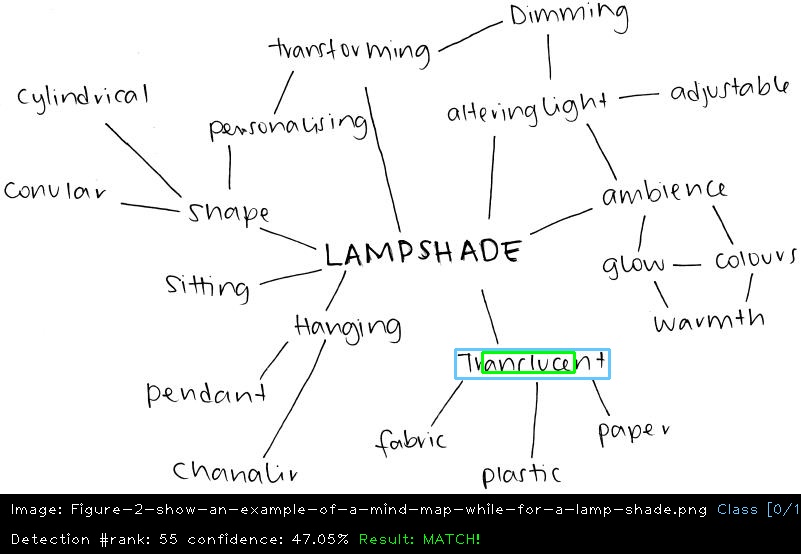 Dimming
transforming
cylindrical
adjustable
altering light
personalising
conular
shape
ambience
LAMPSHADE
glow
colours
sitting
warmth
Hanging
Tranrlucent
pendant
fabric
paper
chanalir
plastic
Image: Figure-2-show-an-example-of-a-mind-map-while-for-a-lamp-shade.png Class [0/1
Detection #rank: 55 confidence: 47.05% Result: MATCH!